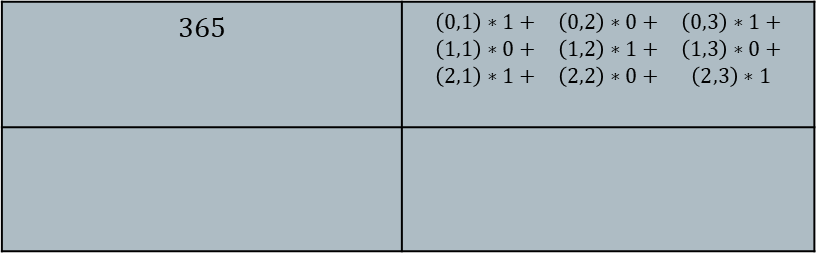 365
(0,1) ∗ 1 + (0,2) ∗ 0 + (0,3) ∗ 1 +
(1,1) ∗ 0 + (1,2) ∗ 1 + (1,3) ∗ 0 +
(2,1) ∗ 1 + (2,2) ∗ 0 + (2,3) ∗ 1